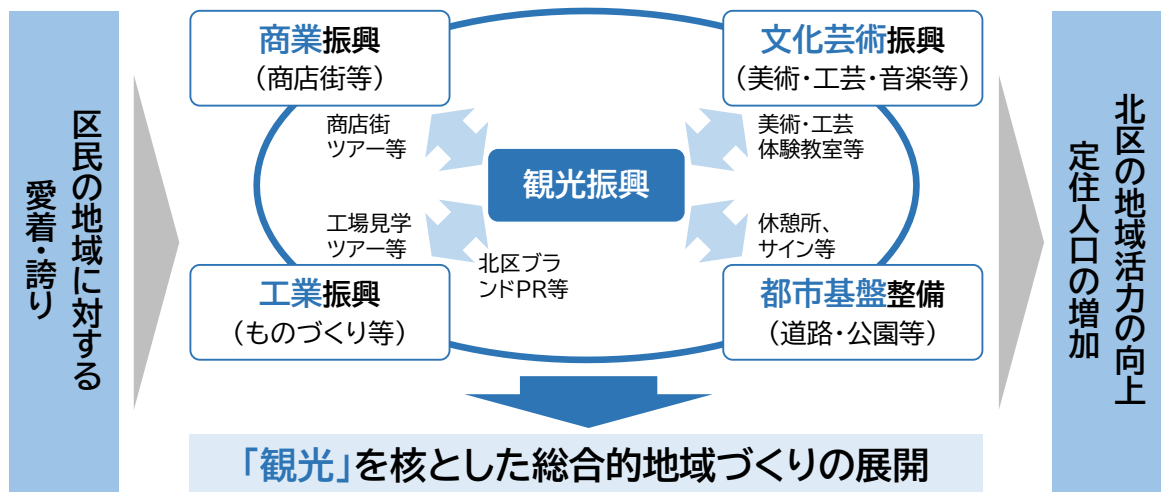 区民の地域に対する
愛着・誇り
商業振興
(商店街等)
文化芸術振興
(美術・工芸・音楽等)
商店街
ツアー等
美術・工芸
体験教室等
観光振興
工場見学
ツアー等
北区ブラ
ンドPR等
休憩所、
サイン等
工業振興
(ものづくり等)
都市基盤整備
(道路・公園等)
「観光」を核とした総合的地域づくりの展開
北区の地域活力の向上
定住人口の増加